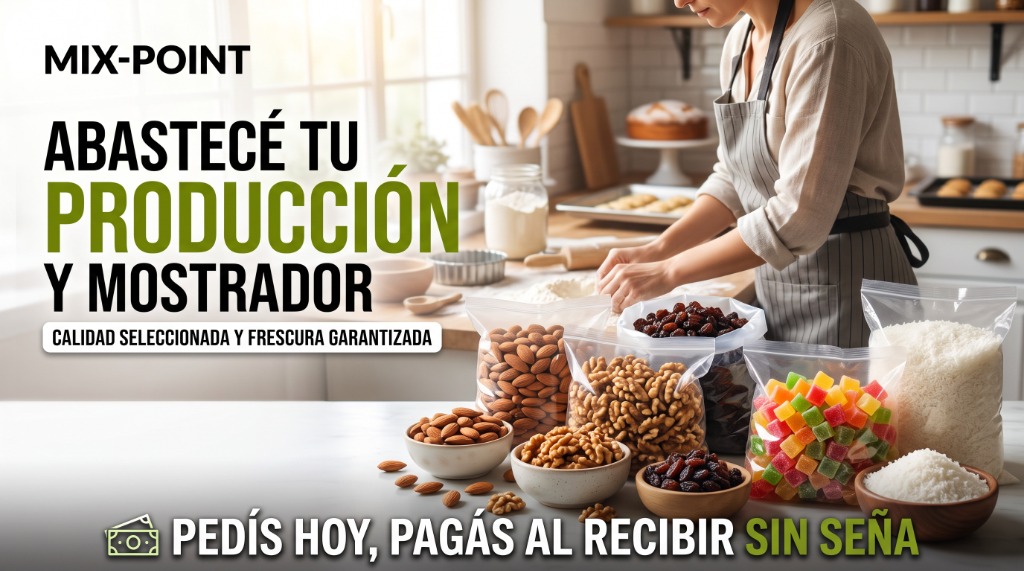 MIX-POINT
ABASTECÉ TU
PRODUCCIÓN
Y MOSTRADOR
CALIDAD SELECCIONADA Y FRESCURA GARANTIZADA
PEDÍS HOY, PAGÁS AL RECIBIR SIN SEÑA